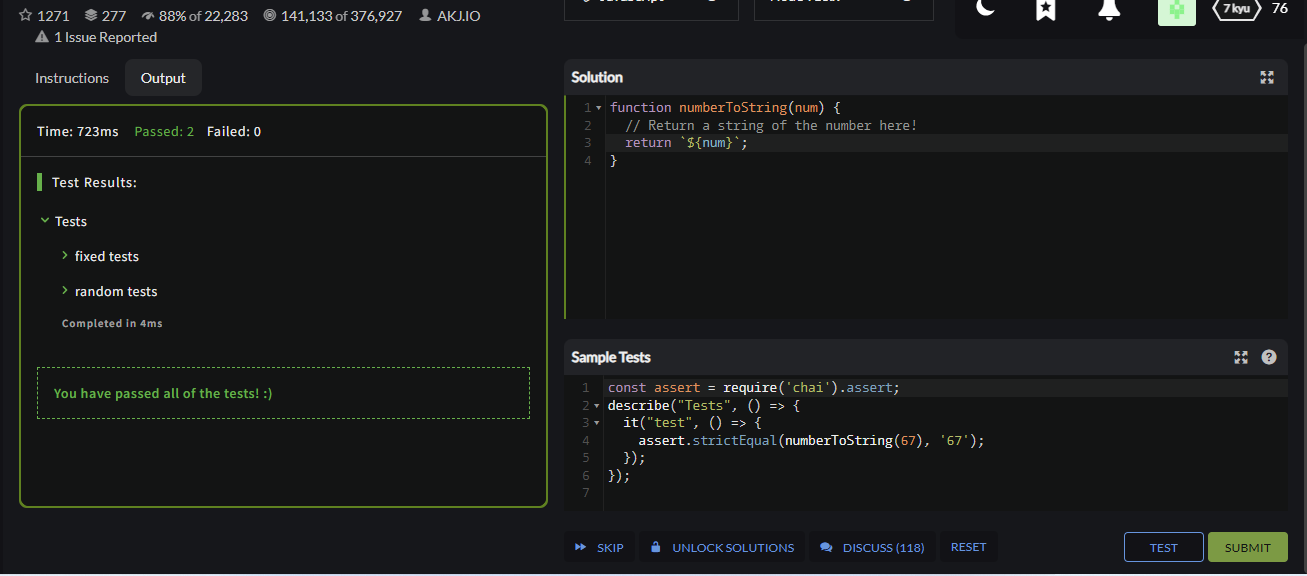 1271 277 88% of 22,283 141,133 of 376,927 AKJ.IO
1 Issue Reported
7 kyu 76
Instructions Output
Time: 723ms Passed: 2 Failed: 0
Test Results:
Tests
fixed tests
random tests
Completed in 4ms
You have passed all of the tests! :)
Solution
1 function numberToString(num) {
2 // Return a string of the number here!
3 return `${num}`;
4 }
Sample Tests
1 const assert = require('chai').assert;
2 describe("Tests", () => {
3 it("test", () => {
4 assert.strictEqual(numberToString(67), '67');
5 });
6 });
7
SKIP UNLOCK SOLUTIONS DISCUSS (118) RESET TEST SUBMIT